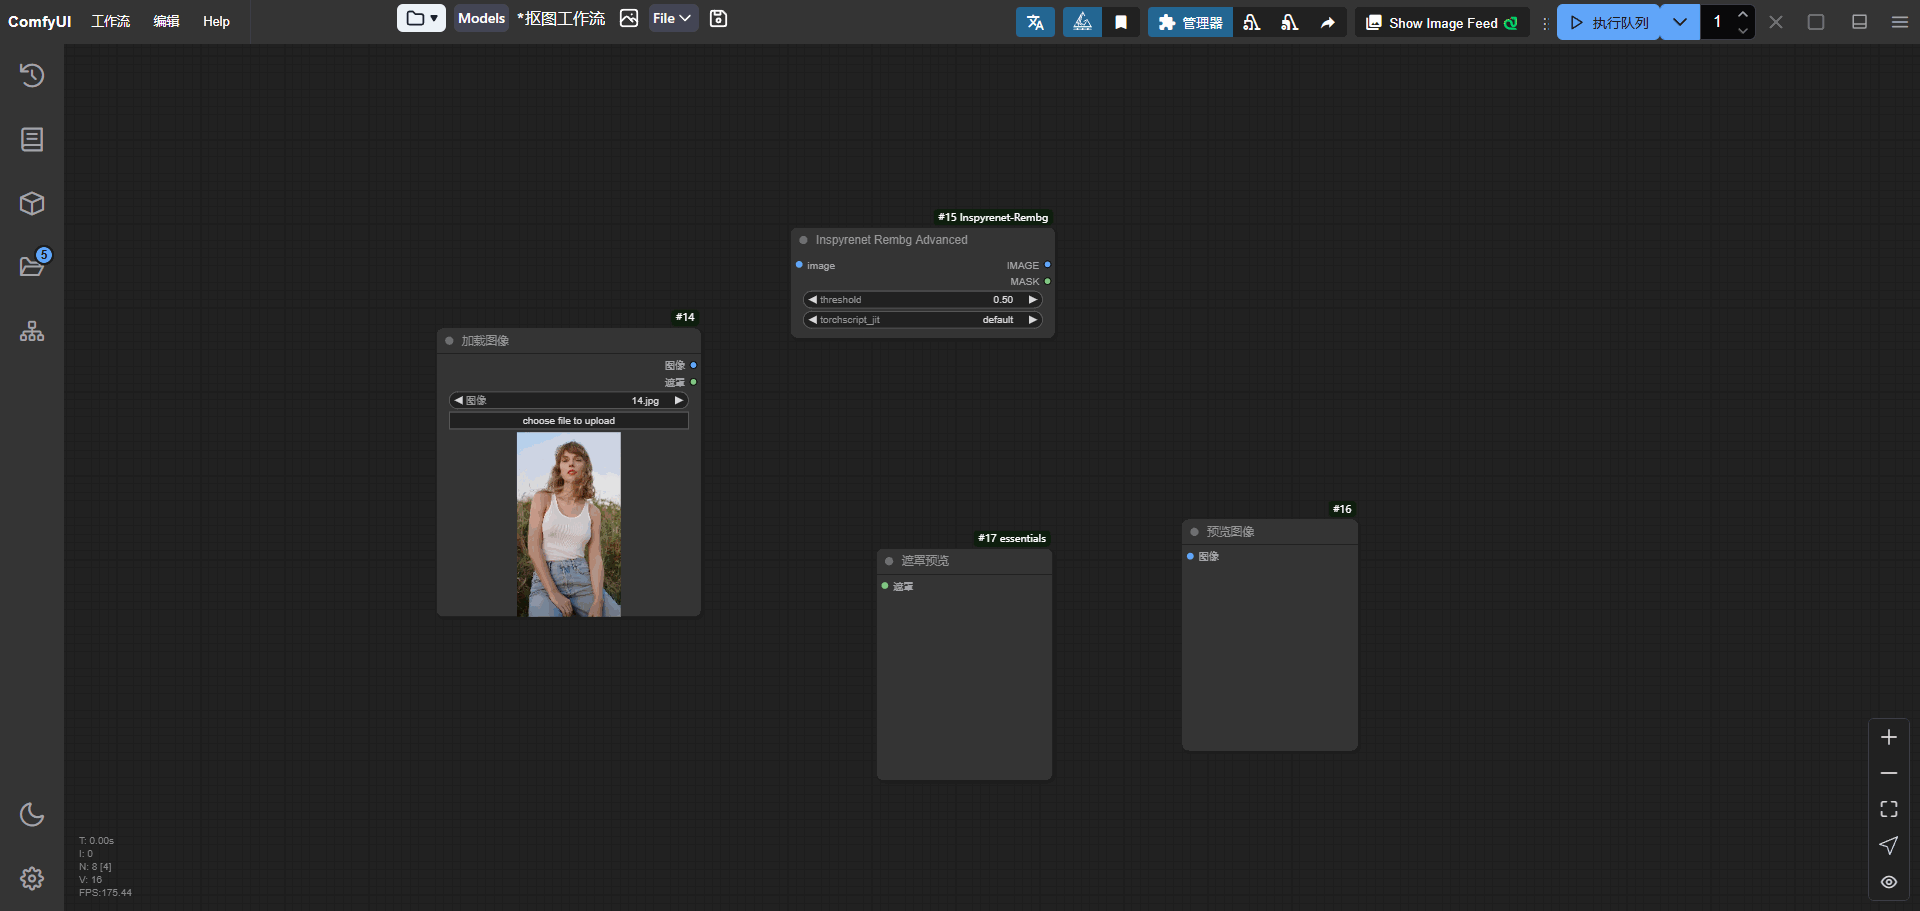 ComfyUI 工作流 编辑 Help Models *抠图工作流 File 管理器 Show Image Feed 执行队列 1
5
#15 Inspyrenet-Rembg
Inspyrenet Rembg Advanced
image IMAGE
MASK
threshold 0.50
torchscript_jit default
#14
加载图像
图像
遮罩
图像 14.jpg
choose file to upload
#17 essentials
遮罩预览
遮罩
#16
预览图像
图像
T: 0.00s
I: 0
N: 8 [4]
V: 16
FPS:175.44